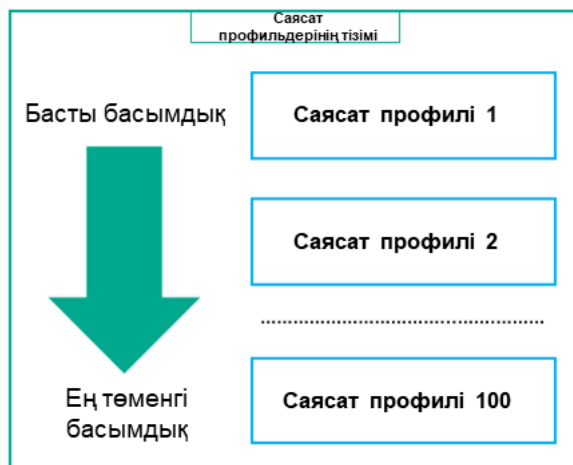 Саясат
профильдерінің тізімі
Басты басымдық
Саясат профилі 1
Саясат профилі 2
Ең төменгі
басымдық
Саясат профилі 100